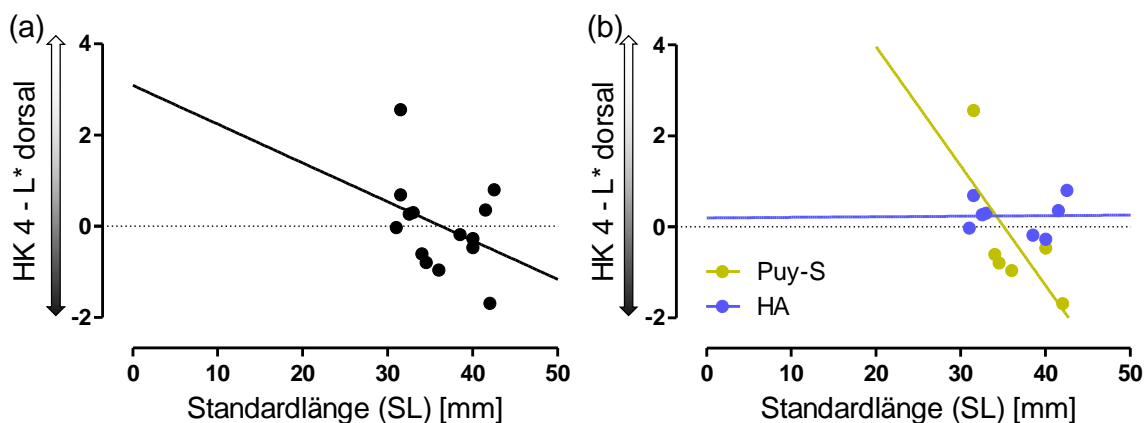 (a)
HK 4 - L* dorsal
4
2
0
-2
0 10 20 30 40 50
Standardlänge (SL) [mm]
(b)
HK 4 - L* dorsal
4
2
0
-2
Puy-S
HA
0 10 20 30 40 50
Standardlänge (SL) [mm]